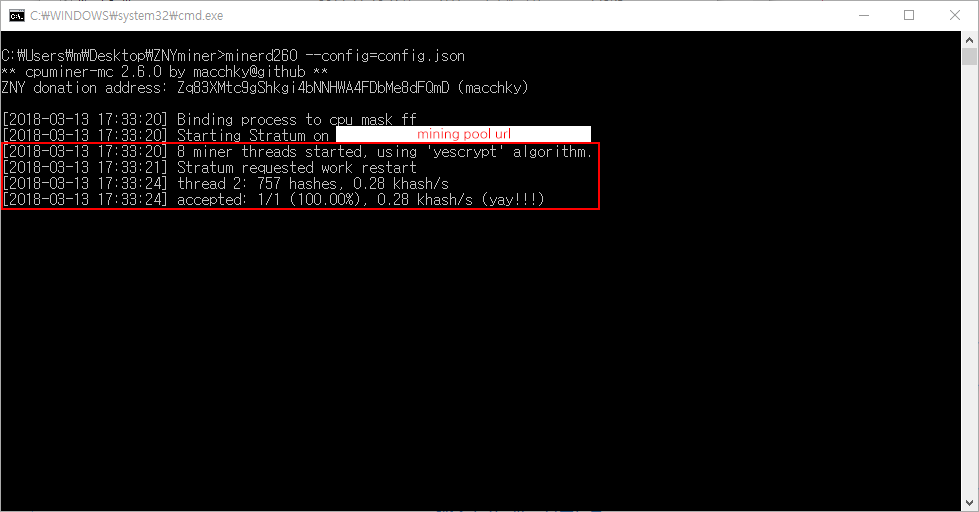 C:₩WINDOWS₩system32₩cmd.exe
C:₩Users₩m₩Desktop₩ZNYminer>minerd260 --config=config.json
** cpuminer-mc 2.6.0 by macchky@github **
ZNY donation address: Zq83XMtc9gShkgi4bNNHWA4FDbMe8dFQmD (macchky)
[2018-03-13 17:33:20] Binding process to cpu mask ff
[2018-03-13 17:33:20] Starting Stratum on mining pool url
[2018-03-13 17:33:20] 8 miner threads started, using 'yescrypt' algorithm.
[2018-03-13 17:33:21] Stratum requested work restart
[2018-03-13 17:33:24] thread 2: 757 hashes, 0.28 khash/s
[2018-03-13 17:33:24] accepted: 1/1 (100.00%), 0.28 khash/s (yay!!!)